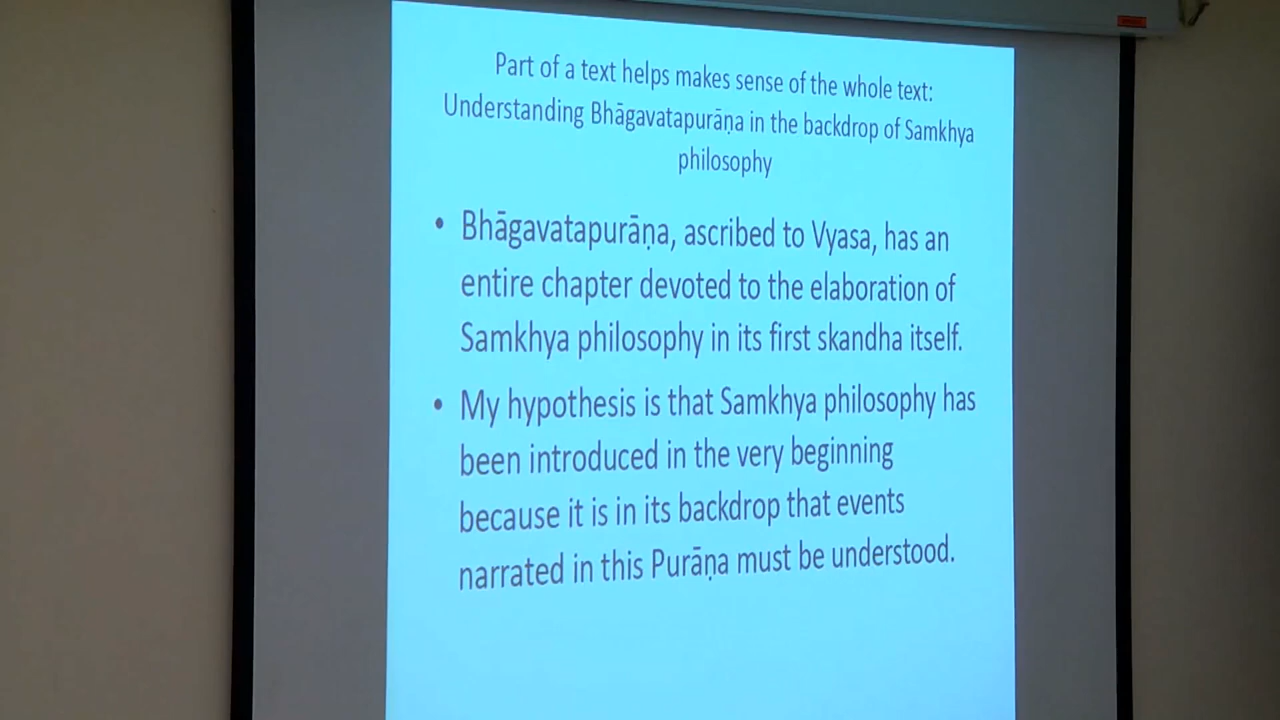 Part of a text helps makes sense of the whole text:
Understanding Bhāgavatapurāṇa in the backdrop of Samkhya
philosophy
• Bhāgavatapurāṇa, ascribed to Vyasa, has an
entire chapter devoted to the elaboration of
Samkhya philosophy in its first skandha itself.
• My hypothesis is that Samkhya philosophy has
been introduced in the very beginning
because it is in its backdrop that events
narrated in this Purāṇa must be understood.